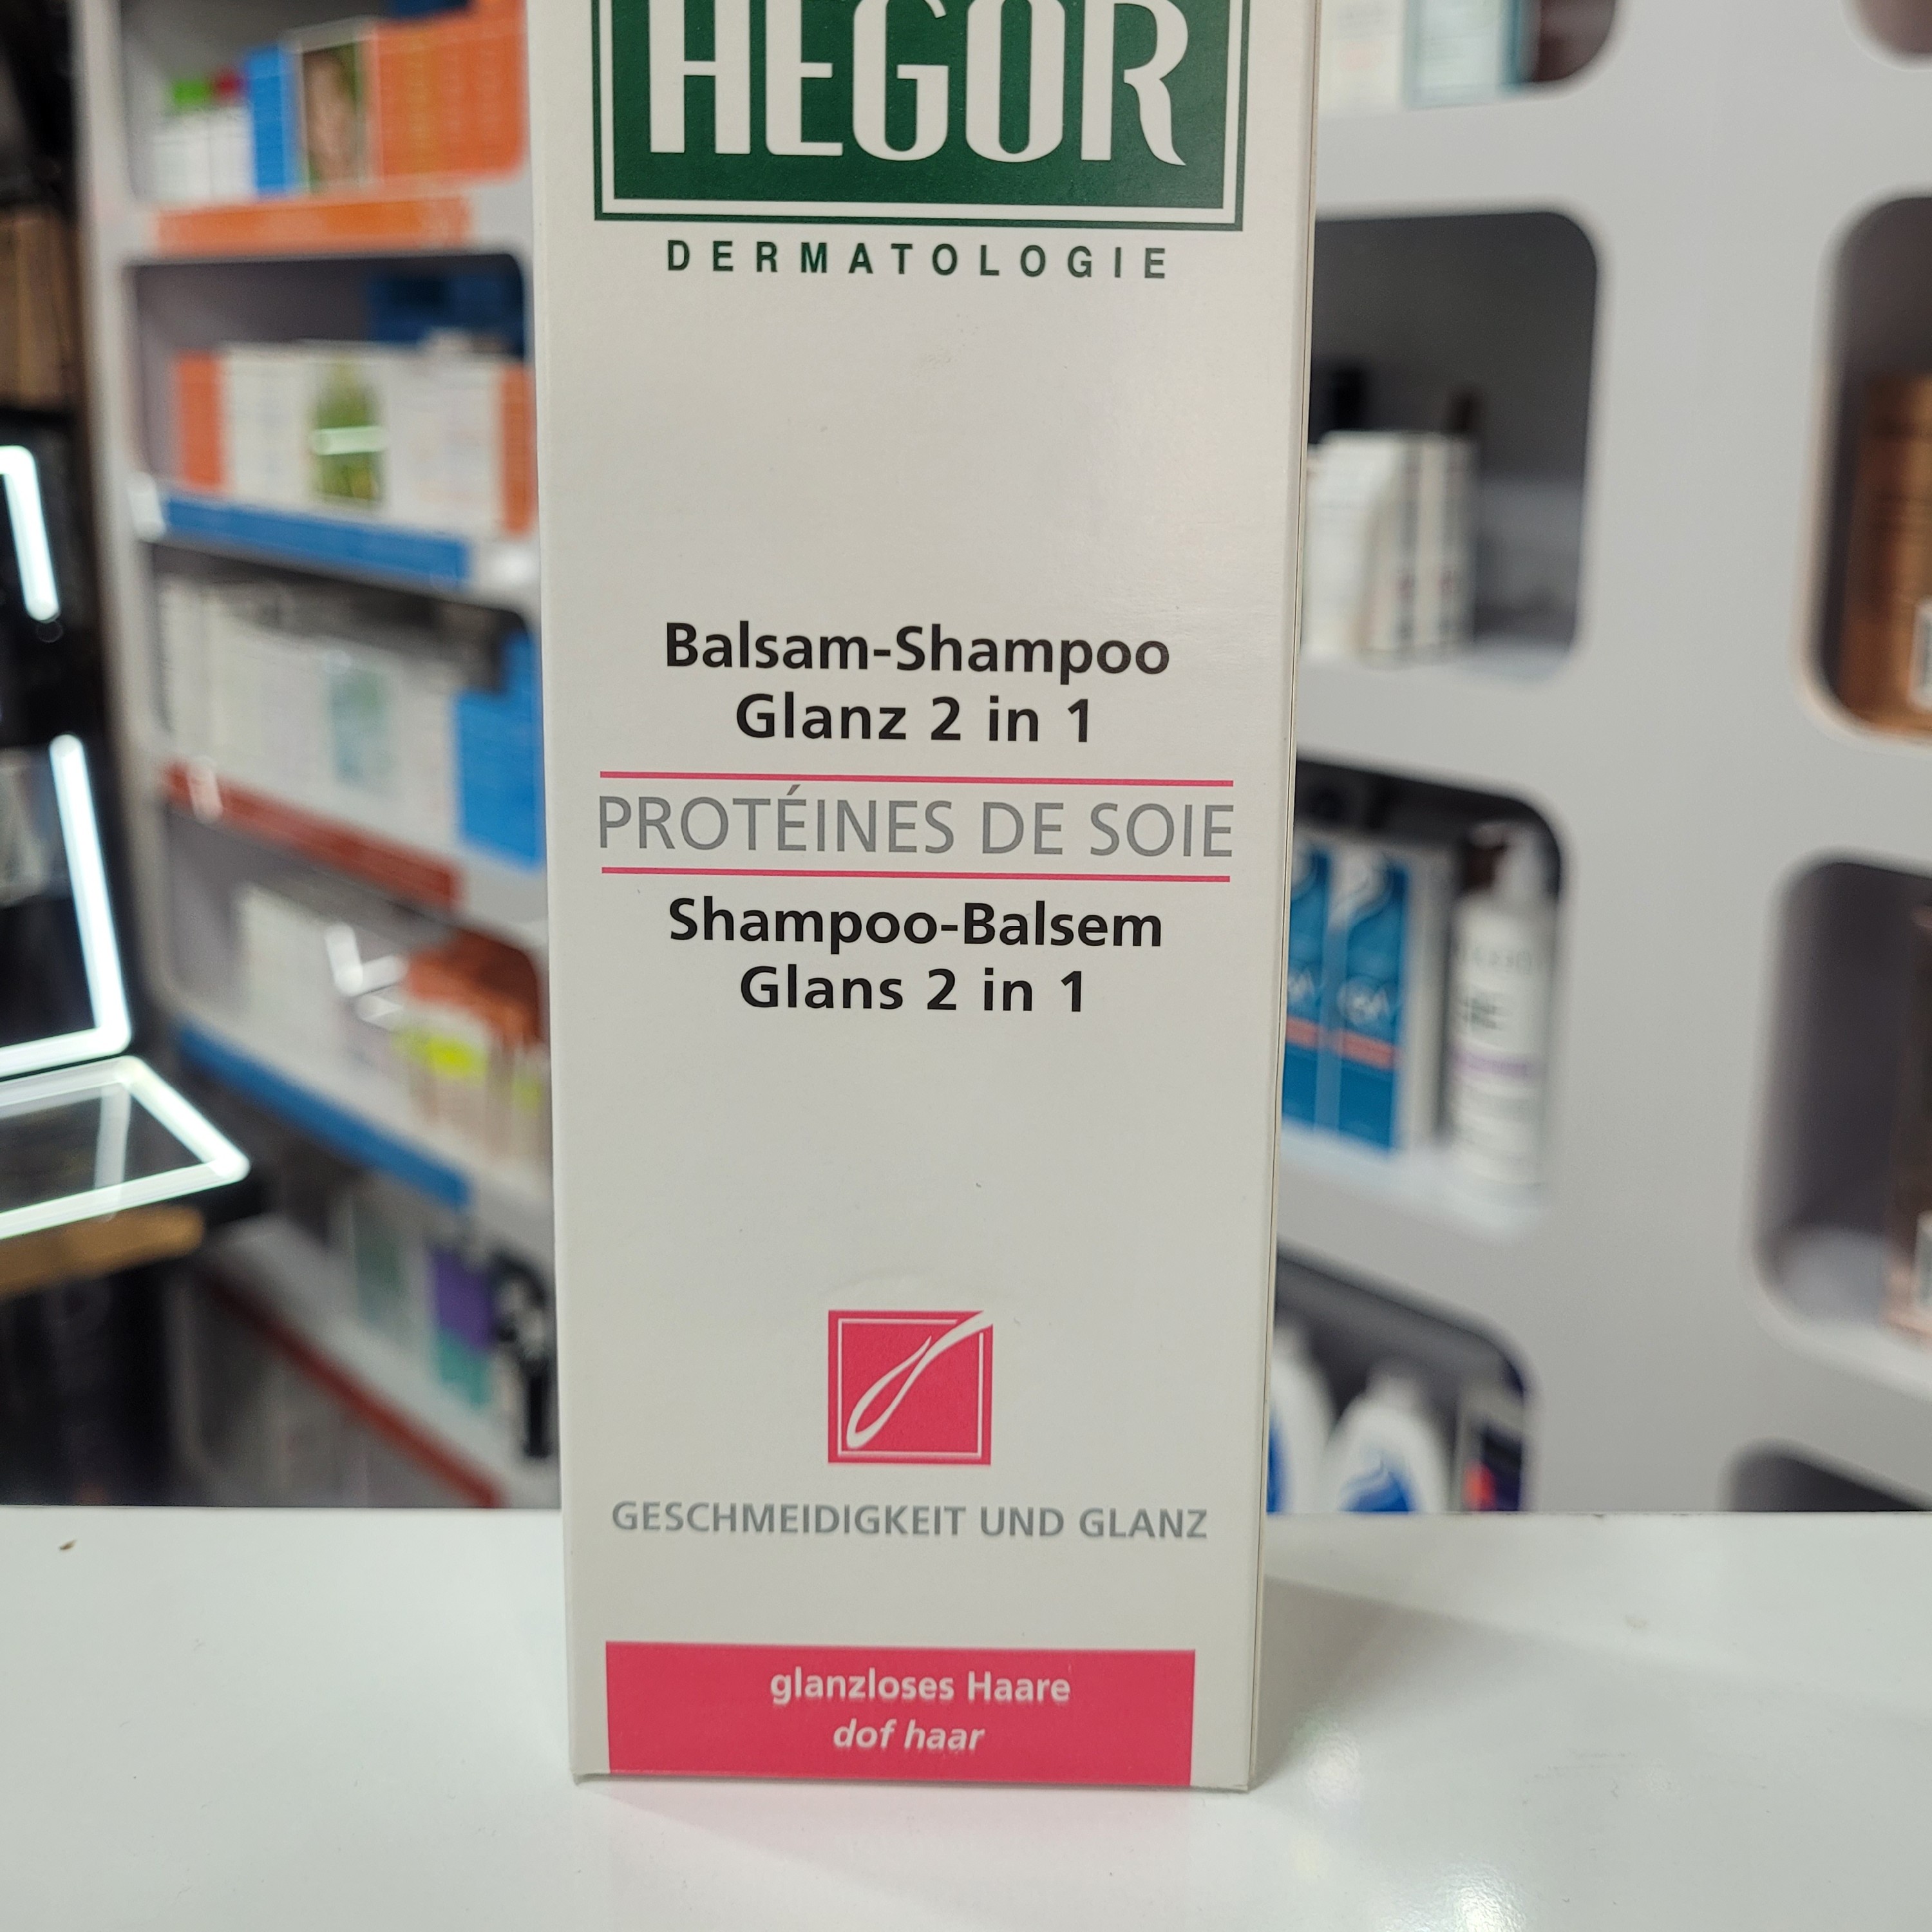 HEGOR
DERMATOLOGIE
Balsam-Shampoo
Glanz 2 in 1
PROTÉINES DE SOIE
Shampoo-Balsem
Glans 2 in 1
GESCHMEIDIGKEIT UND GLANZ
glanzloses Haare
dof haar